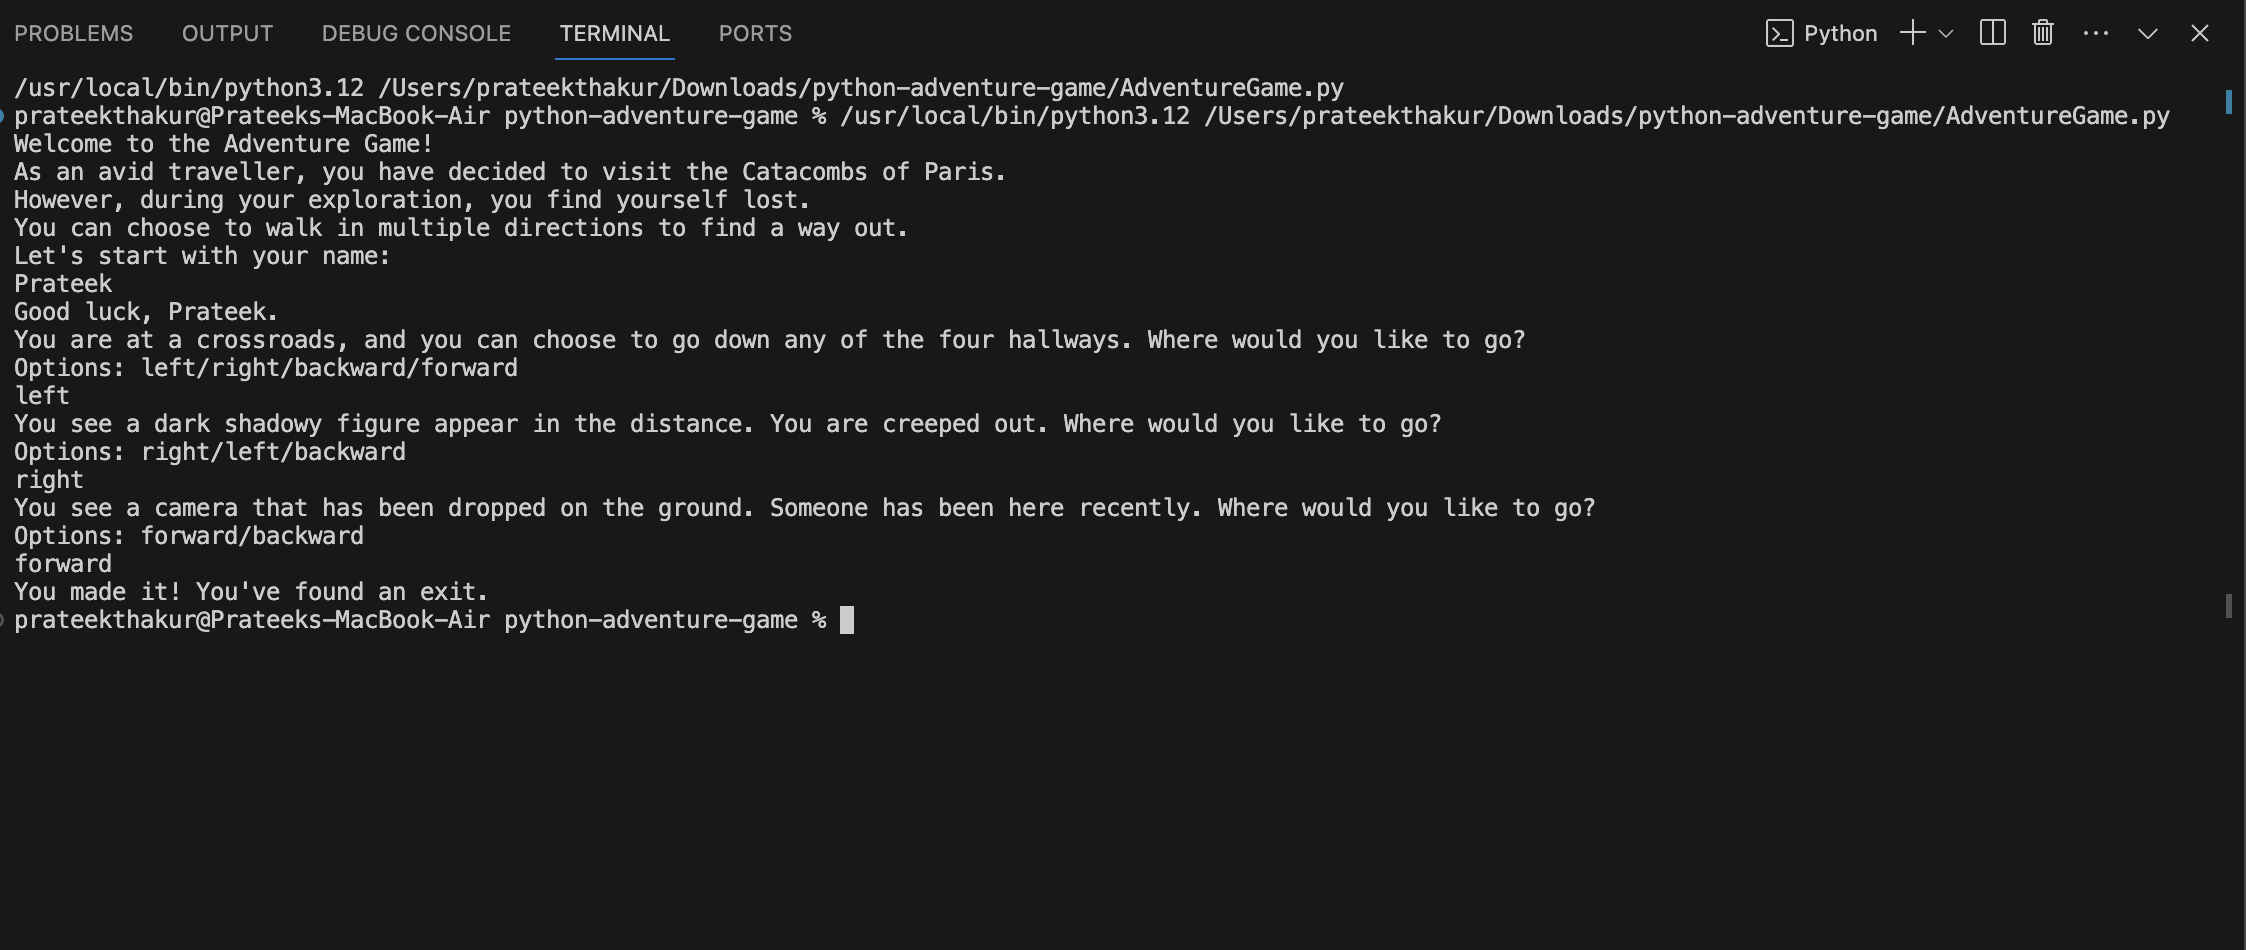 PROBLEMS OUTPUT DEBUG CONSOLE TERMINAL PORTS Python
/usr/local/bin/python3.12 /Users/prateekthakur/Downloads/python-adventure-game/AdventureGame.py
prateekthakur@Prateeks-MacBook-Air python-adventure-game % /usr/local/bin/python3.12 /Users/prateekthakur/Downloads/python-adventure-game/AdventureGame.py
Welcome to the Adventure Game!
As an avid traveller, you have decided to visit the Catacombs of Paris.
However, during your exploration, you find yourself lost.
You can choose to walk in multiple directions to find a way out.
Let's start with your name:
Prateek
Good luck, Prateek.
You are at a crossroads, and you can choose to go down any of the four hallways. Where would you like to go?
Options: left/right/backward/forward
left
You see a dark shadowy figure appear in the distance. You are creeped out. Where would you like to go?
Options: right/left/backward
right
You see a camera that has been dropped on the ground. Someone has been here recently. Where would you like to go?
Options: forward/backward
forward
You made it! You've found an exit.
prateekthakur@Prateeks-MacBook-Air python-adventure-game %